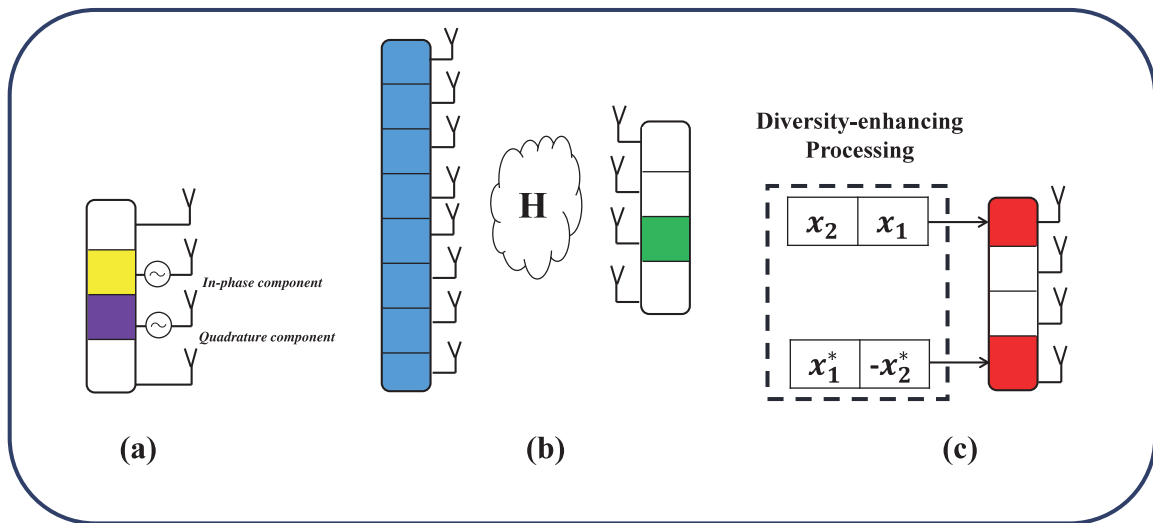 Diversity-enhancing
Processing
H
x₂ x₁
In-phase component
Quadrature component
x₁* -x₂*
(a) (b) (c)